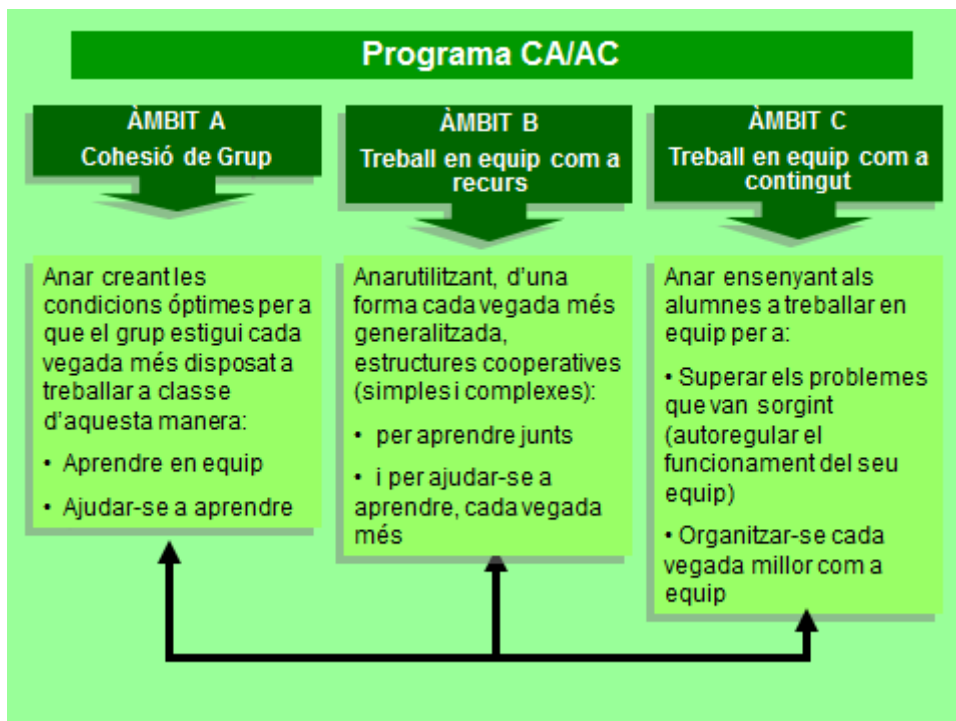 Programa CA/AC
ÀMBIT A
Cohesió de Grup
ÀMBIT B
Treball en equip com a
recurs
ÀMBIT C
Treball en equip com a
contingut
Anar creant les
condicions óptimes per a
que el grup estigui cada
vegada més disposat a
treballar a classe
d'aquesta manera:
• Aprendre en equip
• Ajudar-se a aprendre
Anarutilitzant, d'una
forma cada vegada més
generalitzada,
estructures cooperatives
(simples i complexes):
• per aprendre junts
• i per ajudar-se a
aprendre, cada vegada
més
Anar ensenyant als
alumnes a treballar en
equip per a:
• Superar els problemes
que van sorgint
(autoregular el
funcionament del seu
equip)
• Organitzar-se cada
vegada millor com a
equip